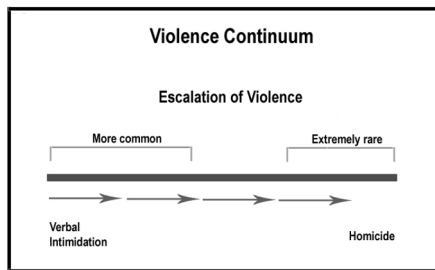 Violence Continuum
Escalation of Violence
More common
Extremely rare
Verbal
Intimidation
Homicide